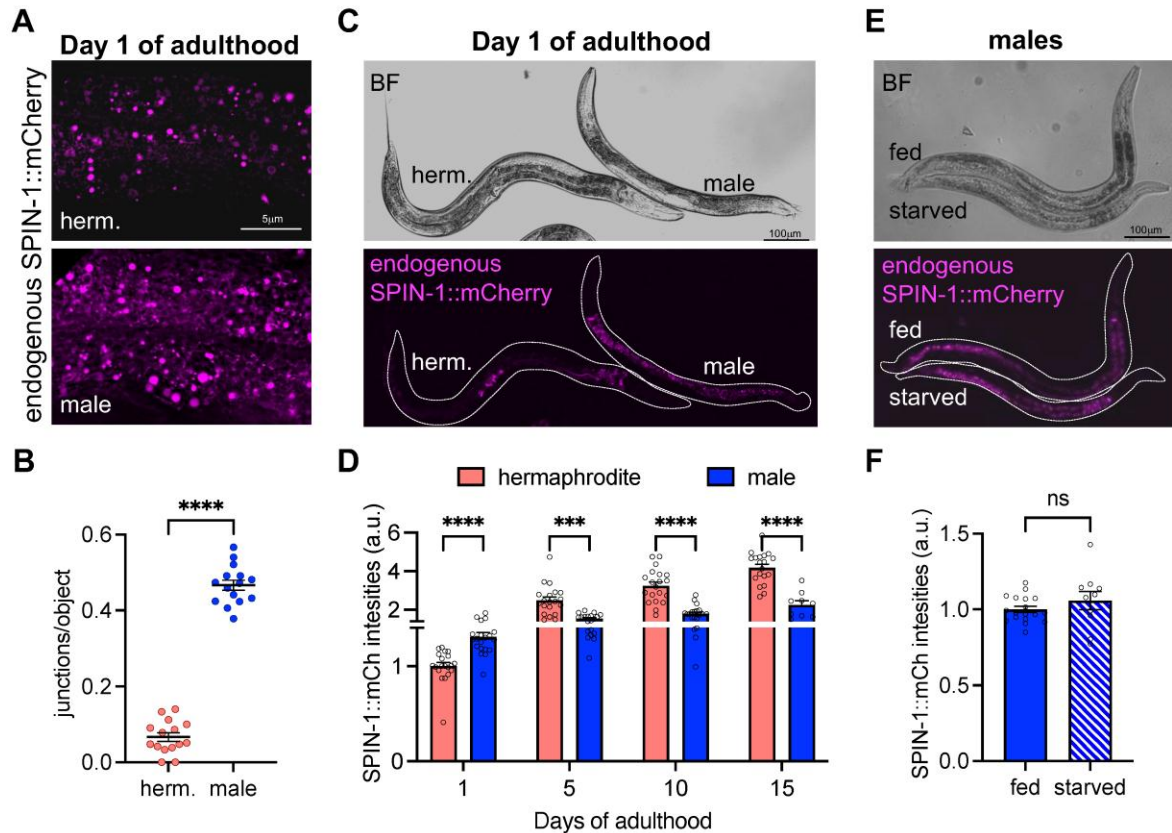 A
Day 1 of adulthood
endogenous SPIN-1::mCherry
herm.
5μm
male
B
****
junctions/object
0.6
0.4
0.2
0.0
herm. male
C
Day 1 of adulthood
BF
herm.
male
100μm
endogenous
SPIN-1::mCherry
herm.
male
D
hermaphrodite
male
SPIN-1::mCh intesities (a.u.)
****
***
****
****
6
4
2
1
0
1 5 10 15
Days of adulthood
E
males
BF
fed
starved
100μm
endogenous
SPIN-1::mCherry
fed
starved
F
ns
SPIN-1::mCh intesities (a.u.)
1.5
1.0
0.5
0.0
fed starved